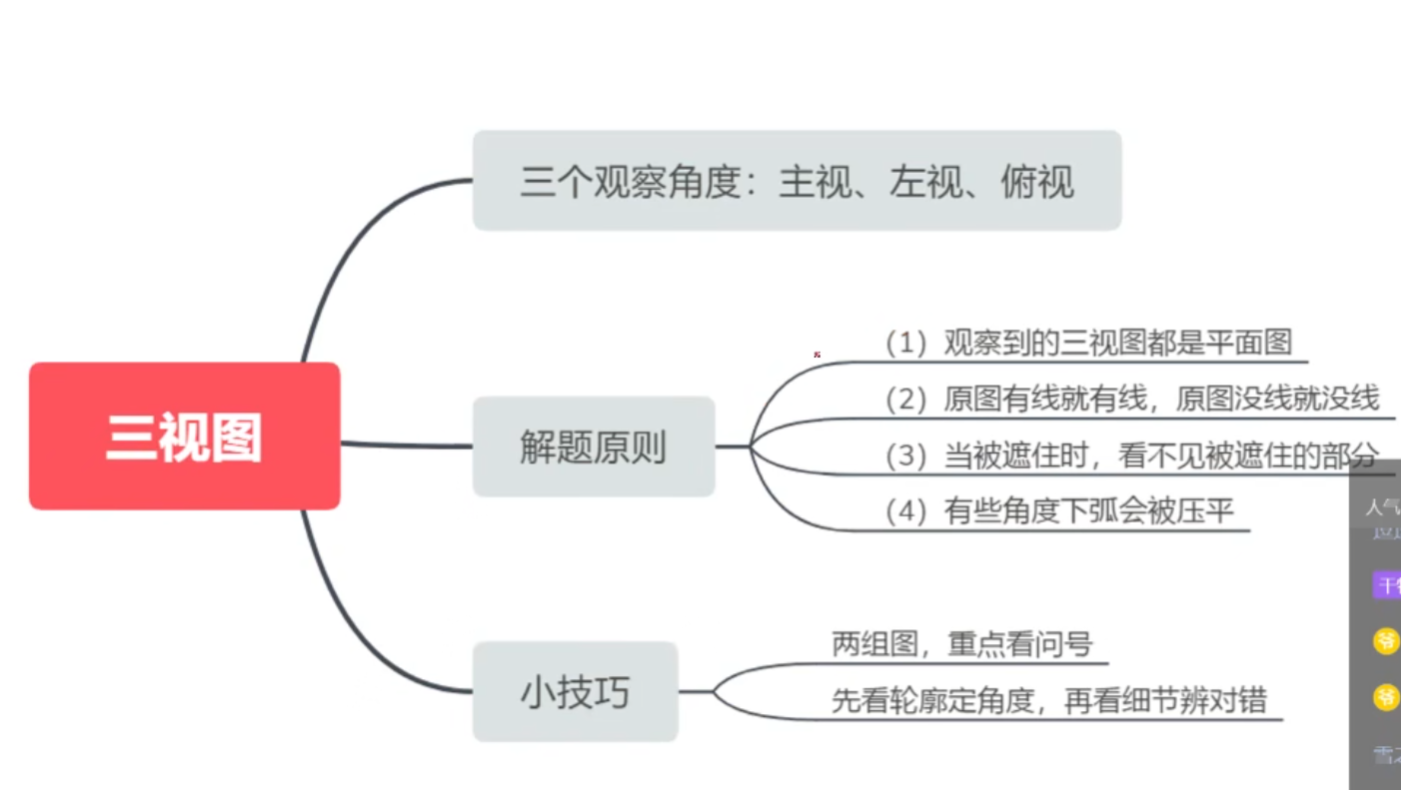 三个观察角度：主视、左视、俯视
三视图
解题原则
（1）观察到的三视图都是平面图
（2）原图有线就有线，原图没线就没线
（3）当被遮住时，看不见被遮住的部分
（4）有些角度下弧会被压平
小技巧
两组图，重点看问号
先看轮廓定角度，再看细节辨对错
人气
爷
爷